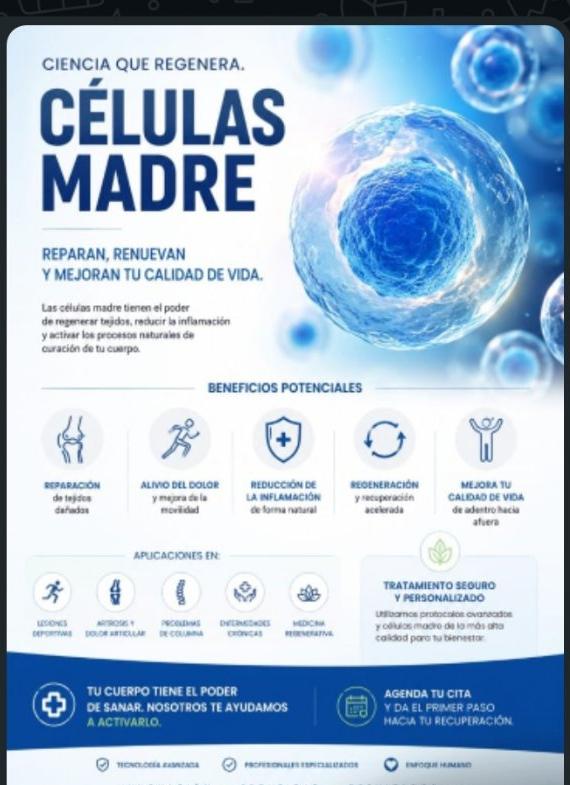 CIENCIA QUE REGENERA.
CÉLULAS
MADRE
REPARAN, RENUEVAN
Y MEJORAN TU CALIDAD DE VIDA.
Las células madre tienen el poder
de regenerar tejidos, reducir la inflamación
y activar los procesos naturales de
curación de tu cuerpo.
BENEFICIOS POTENCIALES
REPARACIÓN
de tejidos
dañados
ALIVIO DEL DOLOR
y mejora de la
movilidad
REDUCCIÓN DE
LA INFLAMACIÓN
de forma natural
REGENERACIÓN
y recuperación
acelerada
MEJORA TU
CALIDAD DE VIDA
de adentro hacia
afuera
APLICACIONES EN:
LESIONES
DEPORTIVAS
ARTROSIS Y
DOLOR ARTICULAR
PROBLEMAS
DE COLUMNA
ENFERMEDADES
CRÓNICAS
MEDICINA
REGENERATIVA
TRATAMIENTO SEGURO
Y PERSONALIZADO
Utilizamos protocolos avanzados
y células madre de la más alta
calidad para tu bienestar.
TU CUERPO TIENE EL PODER
DE SANAR. NOSOTROS TE AYUDAMOS
A ACTIVARLO.
AGENDA TU CITA
Y DA EL PRIMER PASO
HACIA TU RECUPERACIÓN.
TECNOLOGÍA AVANZADA
PROFESIONALES ESPECIALIZADOS
ENFOQUE HUMANO